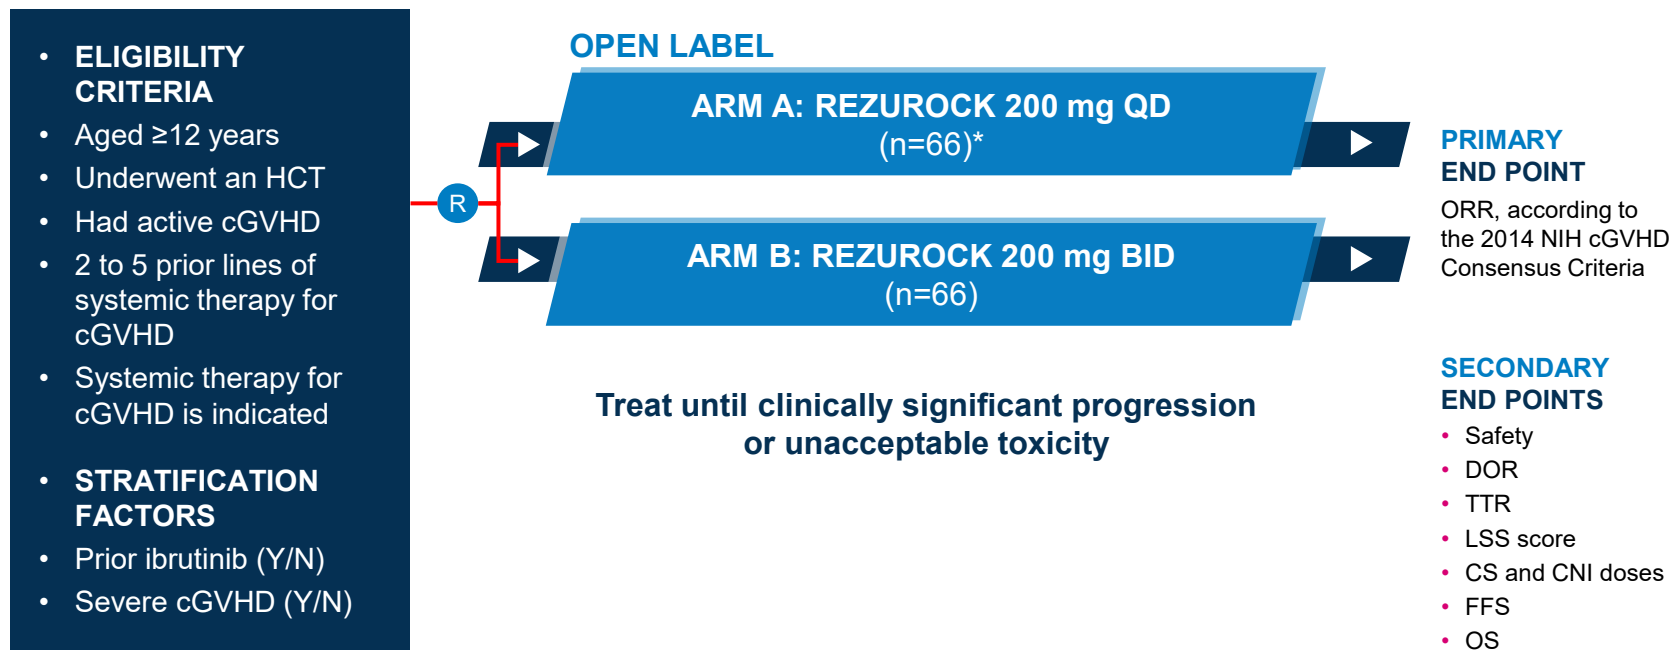 • ELIGIBILITY
CRITERIA
• Aged ≥12 years
• Underwent an HCT
• Had active cGVHD
• 2 to 5 prior lines of
systemic therapy for
cGVHD
• Systemic therapy for
cGVHD is indicated
• STRATIFICATION
FACTORS
• Prior ibrutinib (Y/N)
• Severe cGVHD (Y/N)
R
OPEN LABEL
ARM A: REZUROCK 200 mg QD
(n=66)*
ARM B: REZUROCK 200 mg BID
(n=66)
Treat until clinically significant progression
or unacceptable toxicity
PRIMARY
END POINT
ORR, according to
the 2014 NIH cGVHD
Consensus Criteria
SECONDARY
END POINTS
• Safety
• DOR
• TTR
• LSS score
• CS and CNI doses
• FFS
• OS